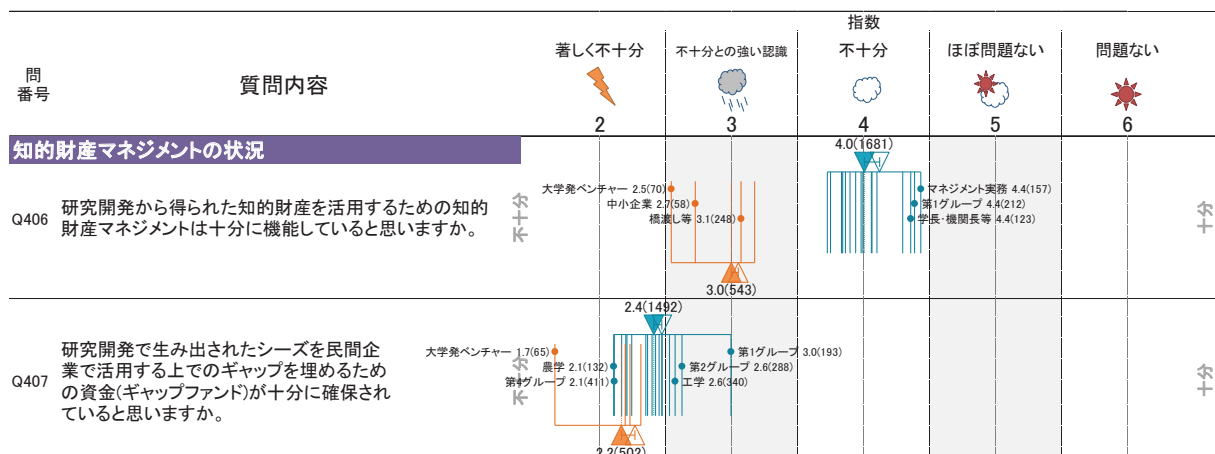 指数
問
番号
質問内容
著しく不十分
不十分との強い認識
不十分
ほぼ問題ない
問題ない
2
3
4
5
6
知的財産マネジメントの状況
4.0(1681)
Q406
研究開発から得られた知的財産を活用するための知的
財産マネジメントは十分に機能していると思いますか。
不十分
大学発ベンチャー 2.5(70)
中小企業 2.7(58)
橋渡し等 3.1(248)
マネジメント実務 4.4(157)
第1グループ 4.4(212)
学長・機関長等 4.4(123)
十分
3.0(543)
2.4(1492)
Q407
研究開発で生み出されたシーズを民間企
業で活用する上でのギャップを埋めるため
の資金(ギャップファンド)が十分に確保され
ていると思いますか。
不十分
大学発ベンチャー 1.7(65)
農学 2.1(132)
第4グループ 2.1(411)
第1グループ 3.0(193)
第2グループ 2.6(288)
工学 2.6(340)
十分
2.2(502)